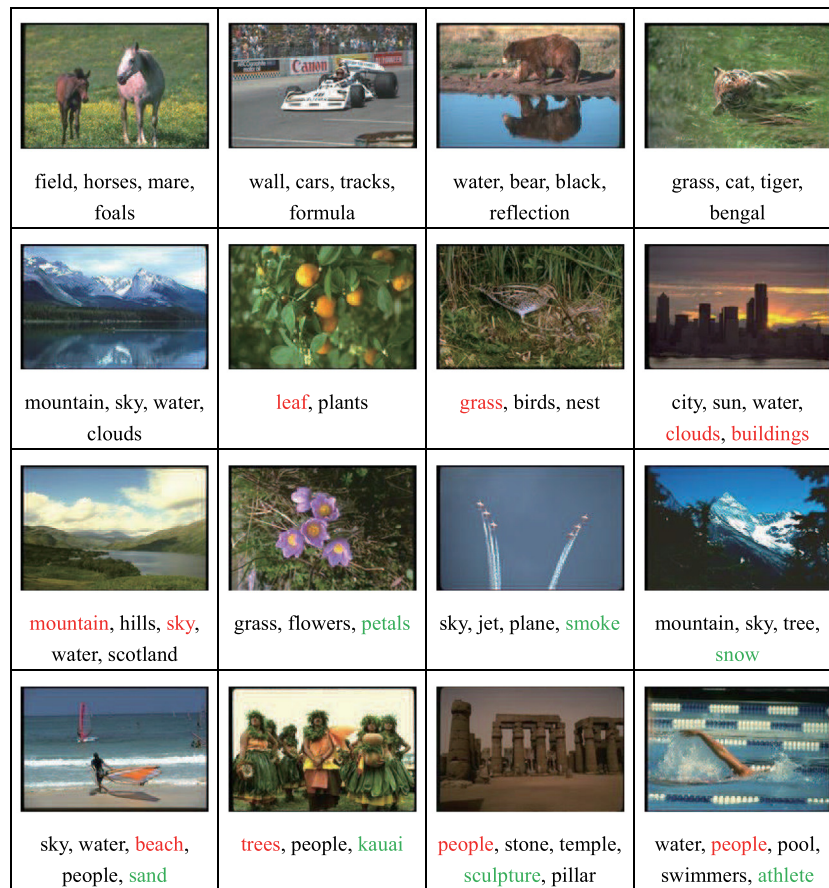 Canon
field, horses, mare,
foals
wall, cars, tracks,
formula
water, bear, black,
reflection
grass, cat, tiger,
bengal
mountain, sky, water,
clouds
leaf, plants
grass, birds, nest
city, sun, water,
clouds, buildings
mountain, hills, sky,
water, scotland
grass, flowers, petals
sky, jet, plane, smoke
mountain, sky, tree,
snow
sky, water, beach,
people, sand
trees, people, kauai
people, stone, temple,
sculpture, pillar
water, people, pool,
swimmers, athlete